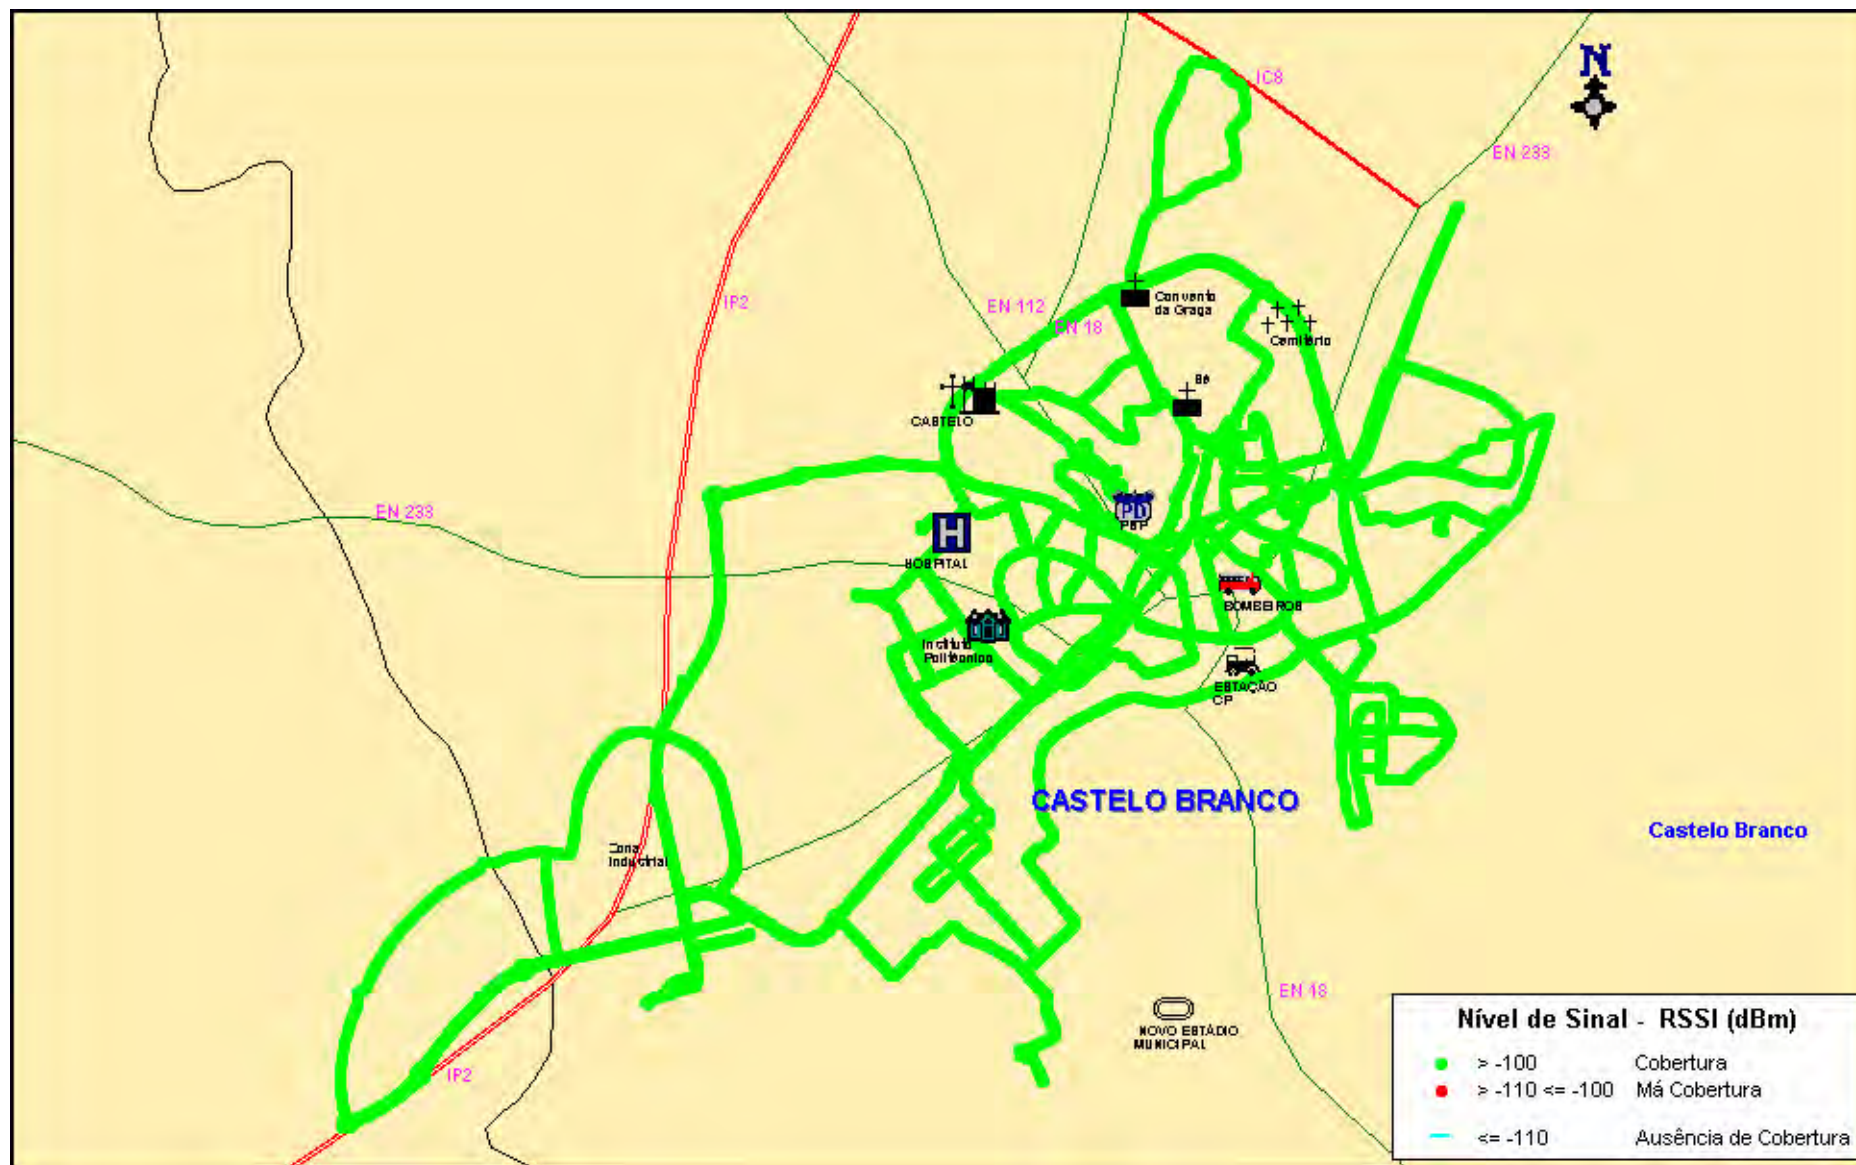 N
IC8
EN 233
IP2
EN 112
EN 18
Convento
da Graça
Cemitério
Sé
CASTELO
EN 233
PSP
HOSPITAL
BOMBEIROS
Instituto
Politécnico
ESTAÇÃO
CP
CASTELO BRANCO
Castelo Branco
Zona
Industrial
EN 18
NOVO ESTÁDIO
MUNICIPAL
IP2
Nível de Sinal - RSSI (dBm)
> -100 Cobertura
> -110 <= -100 Má Cobertura
<= -110 Ausência de Cobertura